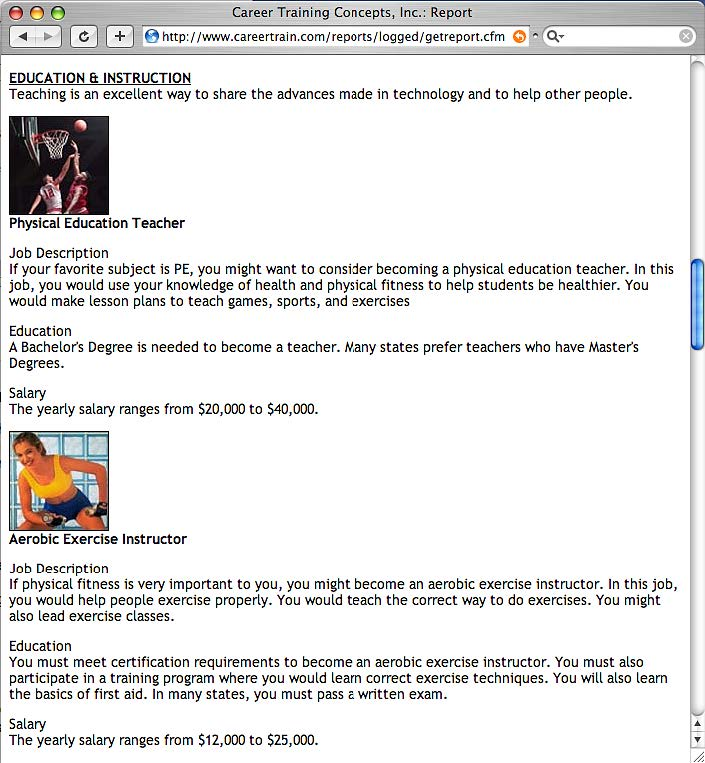 Career Training Concepts, Inc.: Report
http://www.careertrain.com/reports/logged/getreport.cfm
EDUCATION & INSTRUCTION
Teaching is an excellent way to share the advances made in technology and to help other people.
12
Physical Education Teacher
Job Description
If your favorite subject is PE, you might want to consider becoming a physical education teacher. In this
job, you would use your knowledge of health and physical fitness to help students be healthier. You
would make lesson plans to teach games, sports, and exercises
Education
A Bachelor's Degree is needed to become a teacher. Many states prefer teachers who have Master's
Degrees.
Salary
The yearly salary ranges from $20,000 to $40,000.
Aerobic Exercise Instructor
Job Description
If physical fitness is very important to you, you might become an aerobic exercise instructor. In this job,
you would help people exercise properly. You would teach the correct way to do exercises. You might
also lead exercise classes.
Education
You must meet certification requirements to become an aerobic exercise instructor. You must also
participate in a training program where you would learn correct exercise techniques. You will also learn
the basics of first aid. In many states, you must pass a written exam.
Salary
The yearly salary ranges from $12,000 to $25,000.